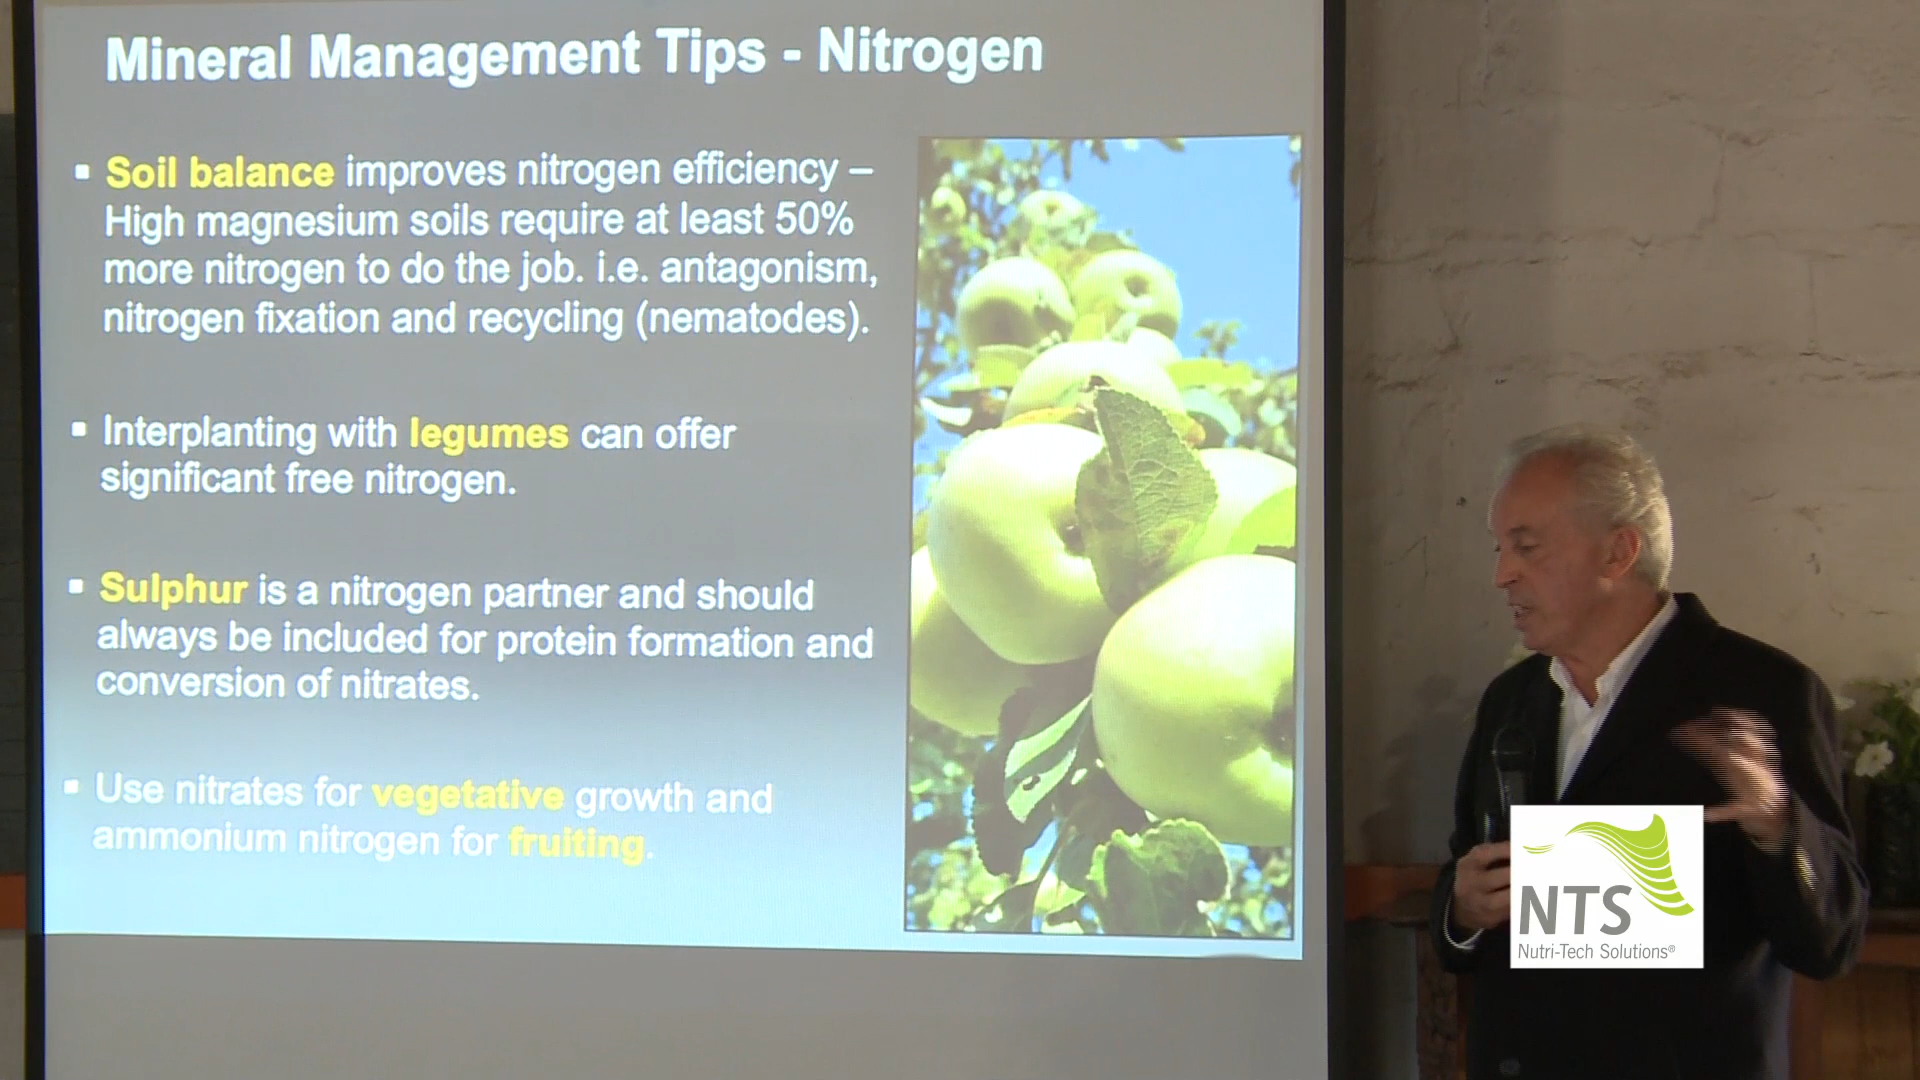 Mineral Management Tips - Nitrogen
▪ Soil balance improves nitrogen efficiency –
High magnesium soils require at least 50%
more nitrogen to do the job. i.e. antagonism,
nitrogen fixation and recycling (nematodes).
▪ Interplanting with legumes can offer
significant free nitrogen.
▪ Sulphur is a nitrogen partner and should
always be included for protein formation and
conversion of nitrates.
▪ Use nitrates for vegetative growth and
ammonium nitrogen for fruiting.
NTS
Nutri-Tech Solutions®